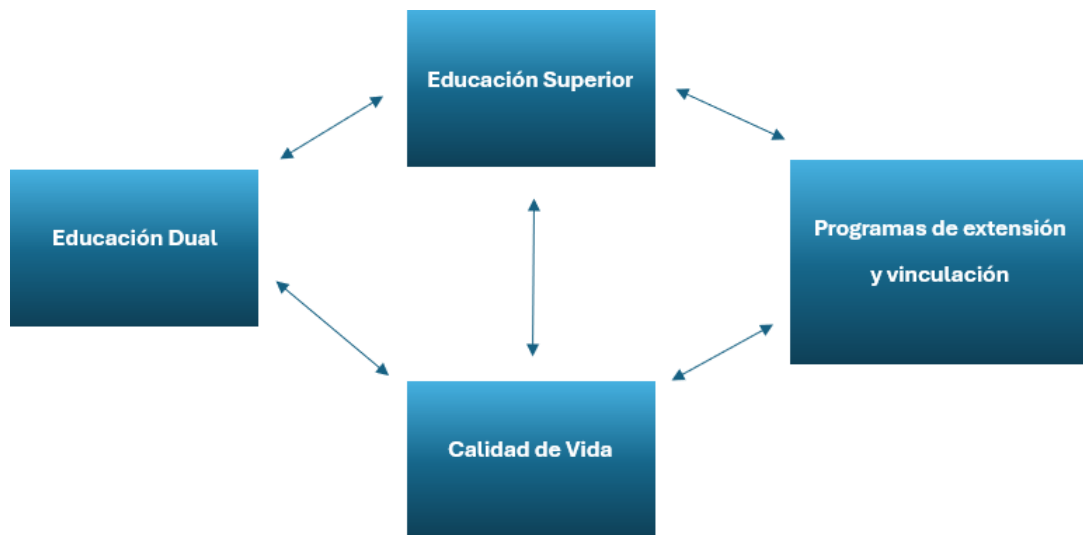 Educación Superior
Educación Dual
Programas de extensión
y vinculación
Calidad de Vida